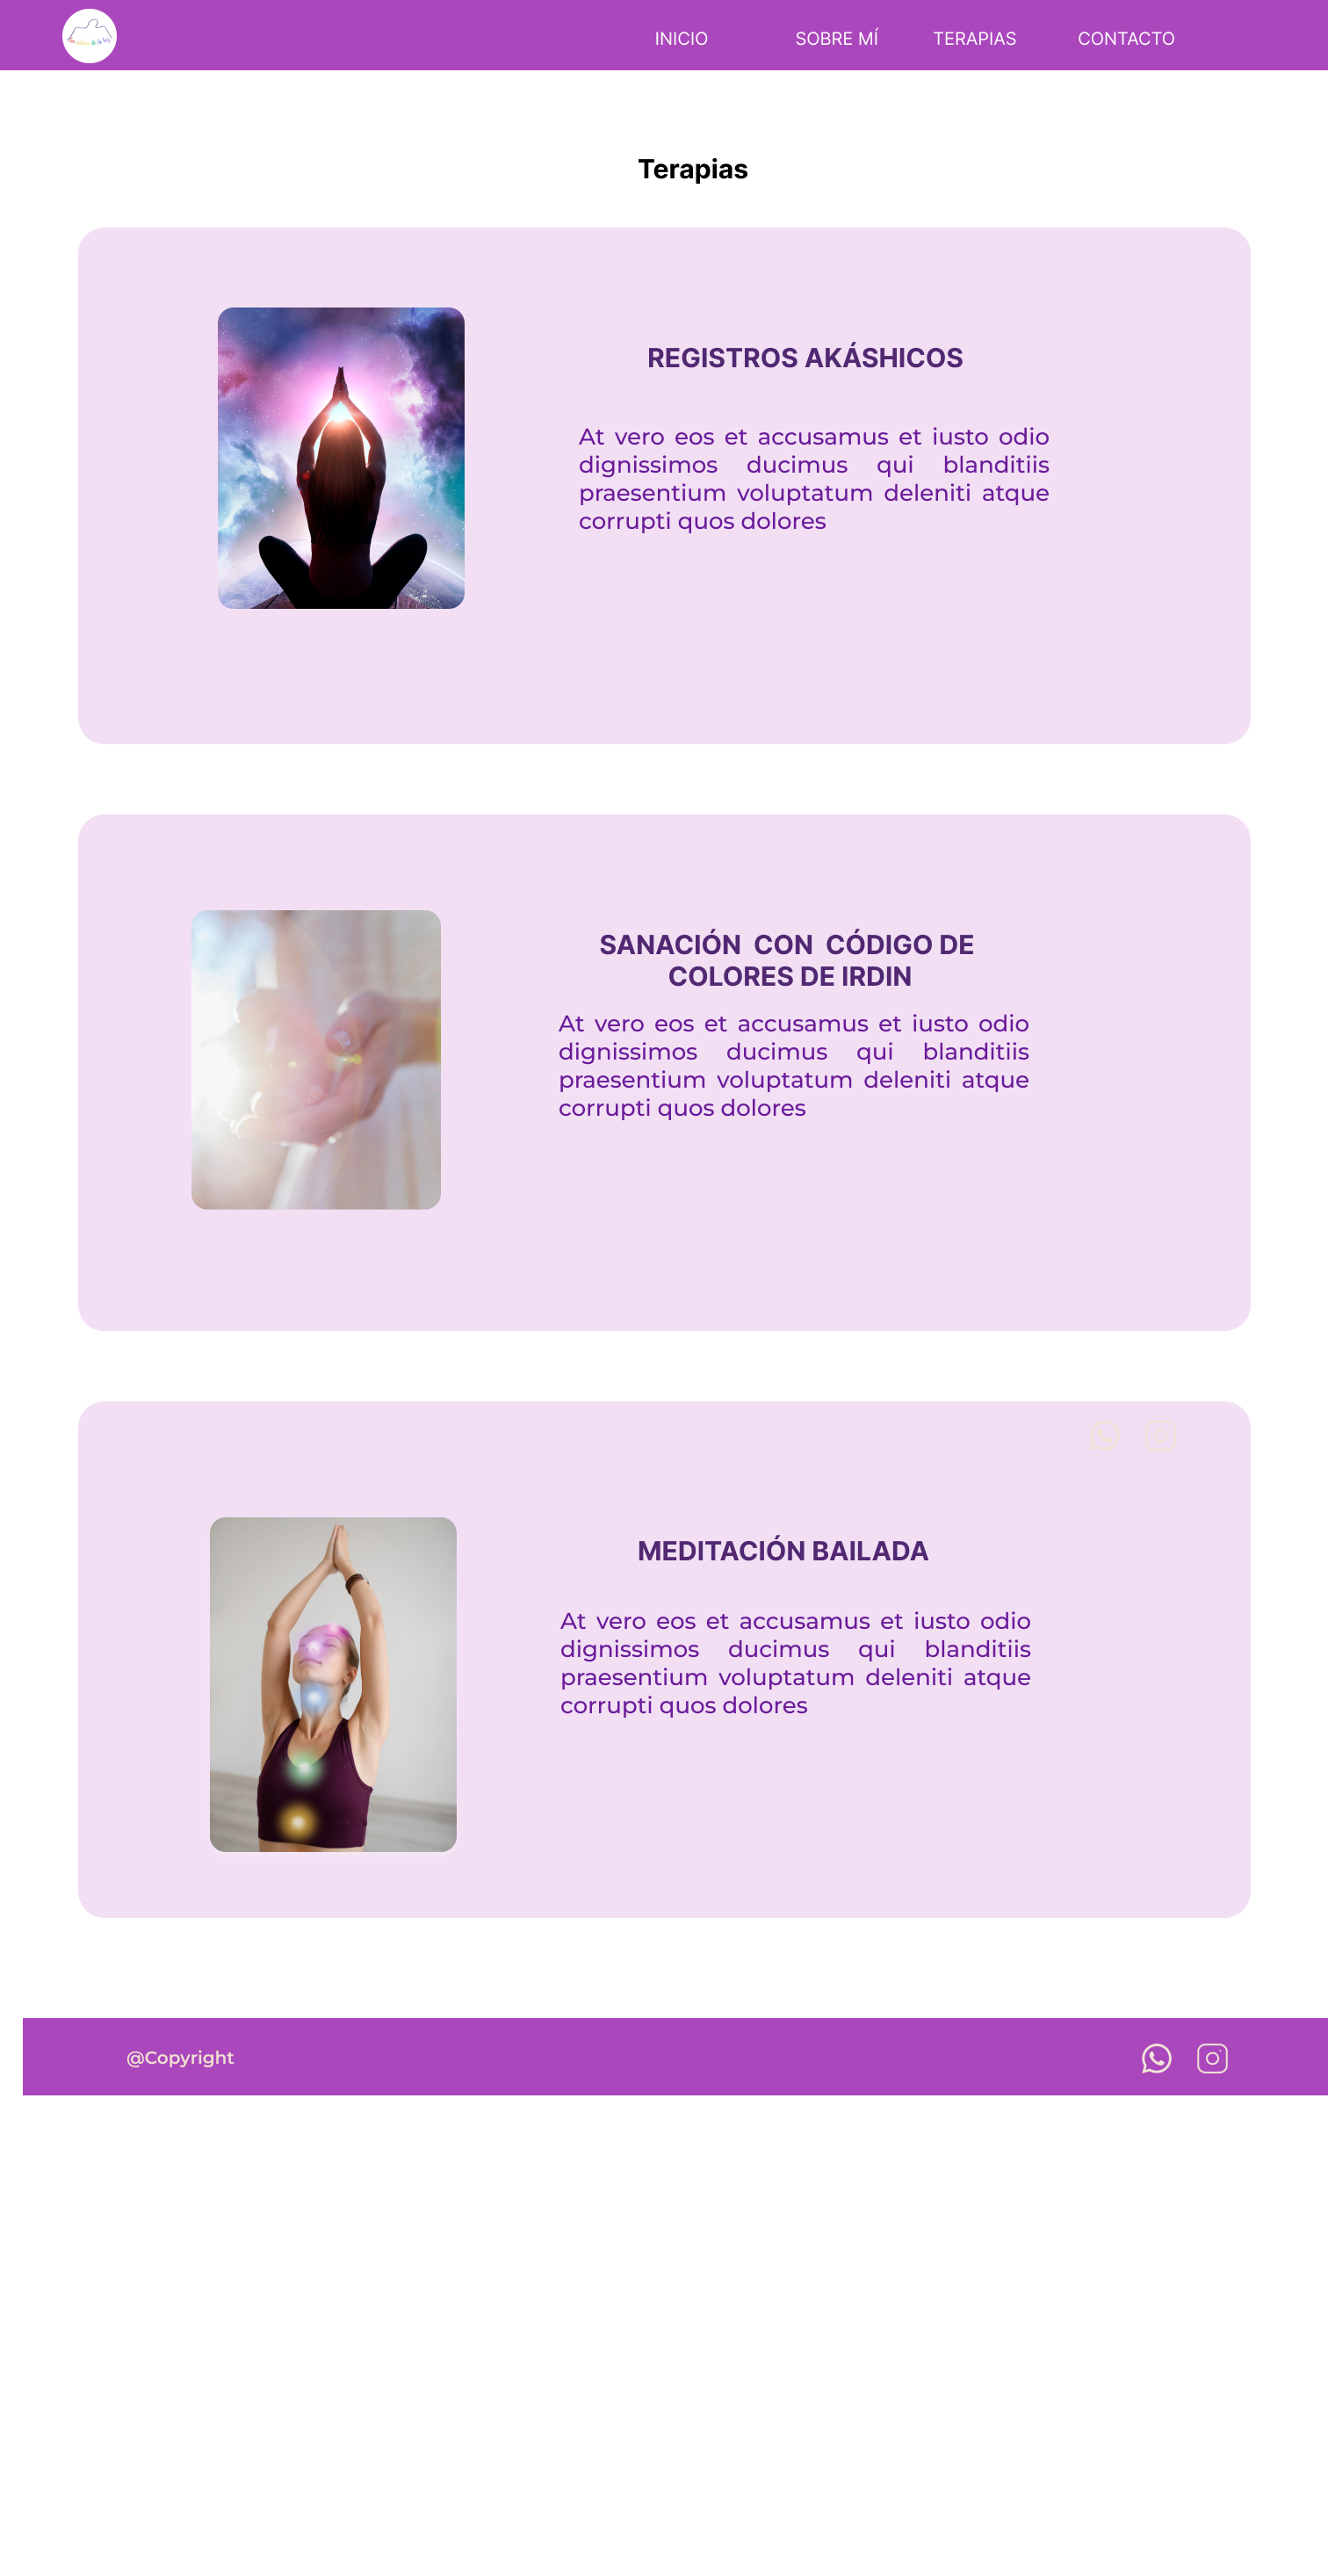 INICIO
SOBRE MÍ
TERAPIAS
CONTACTO
Terapias
REGISTROS AKÁSHICOS
At vero eos et accusamus et iusto odio
dignissimos ducimus qui blanditiis
praesentium voluptatum deleniti atque
corrupti quos dolores
SANACIÓN CON CÓDIGO DE
COLORES DE IRDIN
At vero eos et accusamus et iusto odio
dignissimos ducimus qui blanditiis
praesentium voluptatum deleniti atque
corrupti quos dolores
MEDITACIÓN BAILADA
At vero eos et accusamus et iusto odio
dignissimos ducimus qui blanditiis
praesentium voluptatum deleniti atque
corrupti quos dolores
@Copyright